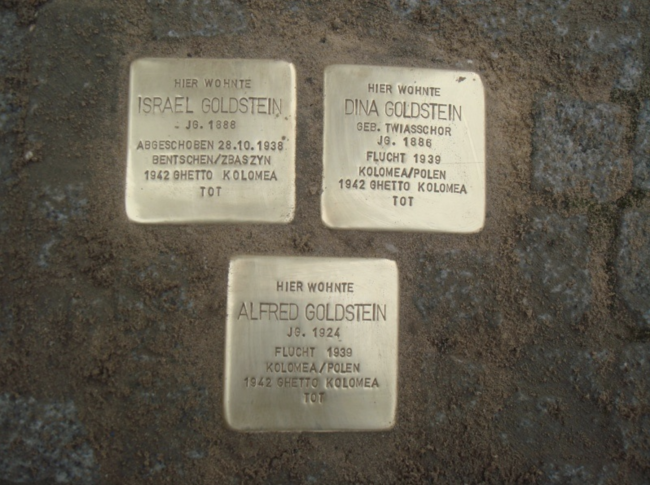 HIER WOHNTE
ISRAEL GOLDSTEIN
JG. 1888
ABGESCHOBEN 28.10.1938
BENTSCHEN/ZBASZYN
1942 GHETTO KOLOMEA
TOT
HIER WOHNTE
DINA GOLDSTEIN
GEB. TWIASSCHOR
JG. 1886
FLUCHT 1939
KOLOMEA/POLEN
1942 GHETTO KOLOMEA
TOT
HIER WOHNTE
ALFRED GOLDSTEIN
JG. 1924
FLUCHT 1939
KOLOMEA/POLEN
1942 GHETTO KOLOMEA
TOT